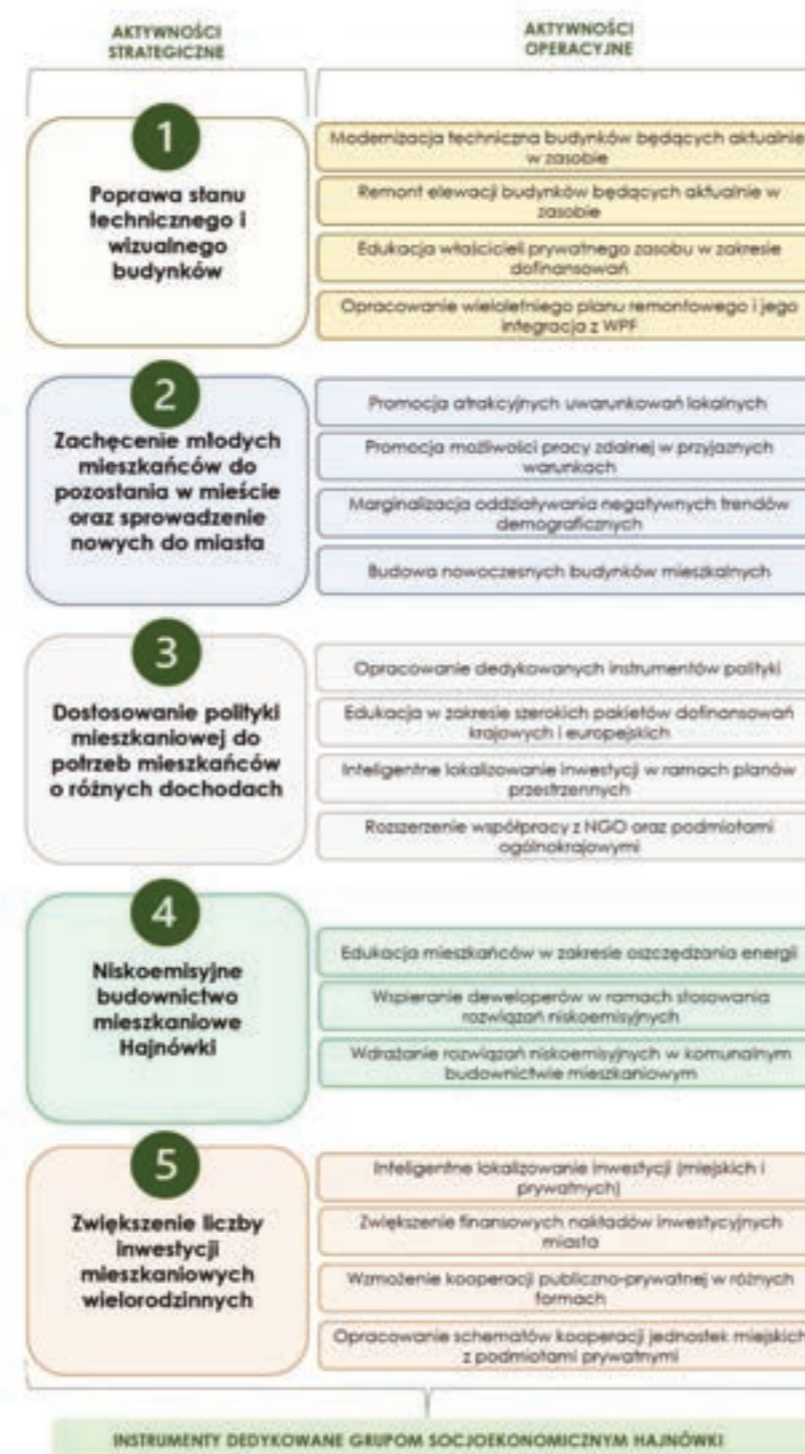 AKTYWNOŚCI
STRATEGICZNE
AKTYWNOŚCI
OPERACYJNE
1
Poprawa stanu
technicznego i
wizualnego
budynków
Modernizacja techniczna budynków będących aktualnie
w zasobie
Remont elewacji budynków będących aktualnie w
zasobie
Edukacja właścicieli prywatnego zasobu w zakresie
dofinansowań
Opracowanie wieloletniego planu remontowego i jego
integracja z WPF
2
Zachęcenie młodych
mieszkańców do
pozostania w mieście
oraz sprowadzenie
nowych do miasta
Promocja atrakcyjnych uwarunkowań lokalnych
Promocja możliwości pracy zdalnej w przyjaznych
warunkach
Marginalizacja oddziaływania negatywnych trendów
demograficznych
Budowa nowoczesnych budynków mieszkalnych
3
Dostosowanie polityki
mieszkaniowej do
potrzeb mieszkańców
o różnych dochodach
Opracowanie dedykowanych instrumentów polityki
Edukacja w zakresie szerokich pakietów dofinansowań
krajowych i europejskich
Inteligentne lokalizowanie inwestycji w ramach planów
przestrzennych
Rozszerzenie współpracy z NGO oraz podmiotami
ogólnokrajowymi
4
Niskoemisyjne
budownictwo
mieszkaniowe
Hajnówki
Edukacja mieszkańców w zakresie oszczędzania energii
Wspieranie deweloperów w ramach stosowania
rozwiązań niskoemisyjnych
Wdrażanie rozwiązań niskoemisyjnych w komunalnym
budownictwie mieszkaniowym
5
Zwiększenie liczby
inwestycji
mieszkaniowych
wielorodzinnych
Inteligentne lokalizowanie inwestycji (miejskich i
prywatnych)
Zwiększenie finansowych nakładów inwestycyjnych
miasta
Wzmożenie kooperacji publiczno-prywatnej w różnych
formach
Opracowanie schematów kooperacji jednostek miejskich
z podmiotami prywatnymi
INSTRUMENTY DEDYKOWANE GRUPOM SOCJOEKONOMICZNYM HAJNÓWKI